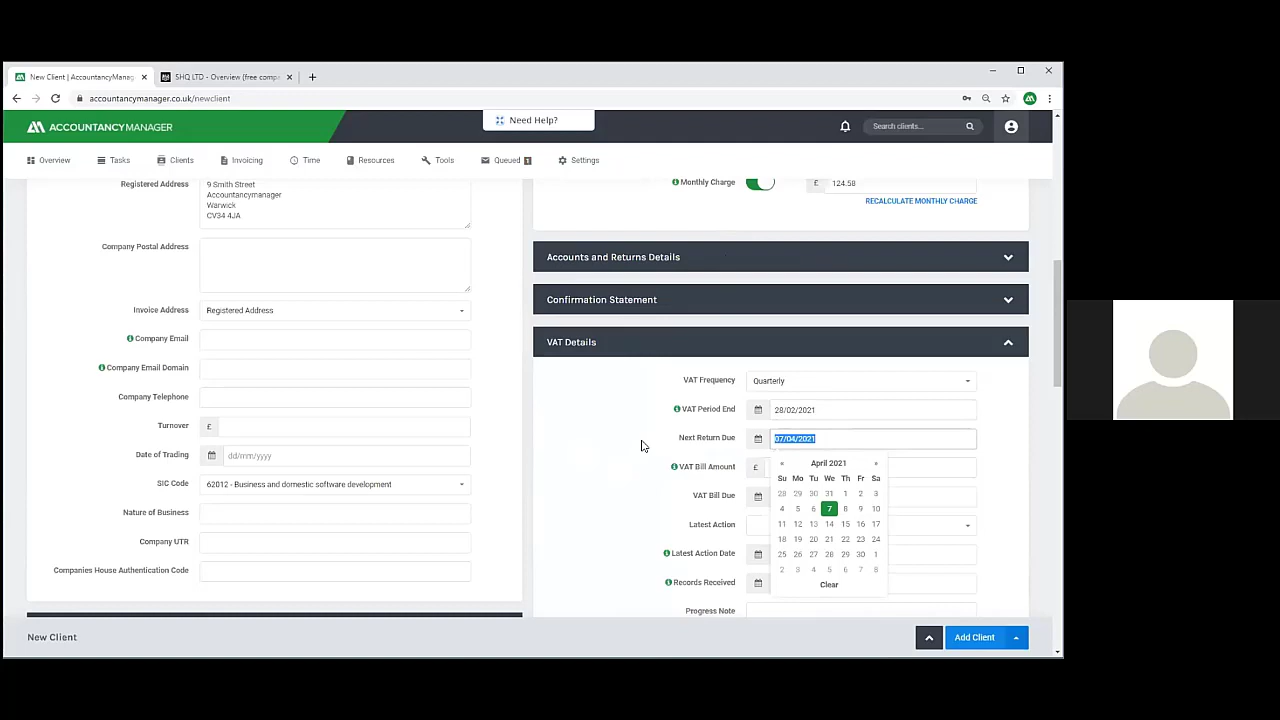 New Client | AccountancyManag
SHQ LTD - Overview (free comp
accountancymanager.co.uk/newclient
ACCOUNTANCYMANAGER
Need Help?
Search clients...
Overview
Tasks
Clients
Invoicing
Time
Resources
Tools
Queued 1
Settings
Registered Address
9 Smith Street
Accountancymanager
Warwick
CV34 4JA
Company Postal Address
Invoice Address
Registered Address
Company Email
Company Email Domain
Company Telephone
Turnover
£
Date of Trading
dd/mm/yyyy
SIC Code
62012 - Business and domestic software development
Nature of Business
Company UTR
Companies House Authentication Code
Monthly Charge
£ 124.58
RECALCULATE MONTHLY CHARGE
Accounts and Returns Details
Confirmation Statement
VAT Details
VAT Frequency
Quarterly
VAT Period End
28/02/2021
Next Return Due
07/04/2021
« April 2021 »
Su Mo Tu We Th Fr Sa
28 29 30 31 1 2 3
4 5 6 7 8 9 10
11 12 13 14 15 16 17
18 19 20 21 22 23 24
25 26 27 28 29 30 1
2 3 4 5 6 7 8
Clear
VAT Bill Amount
£
VAT Bill Due
Latest Action
Latest Action Date
Records Received
Progress Note
New Client
Add Client